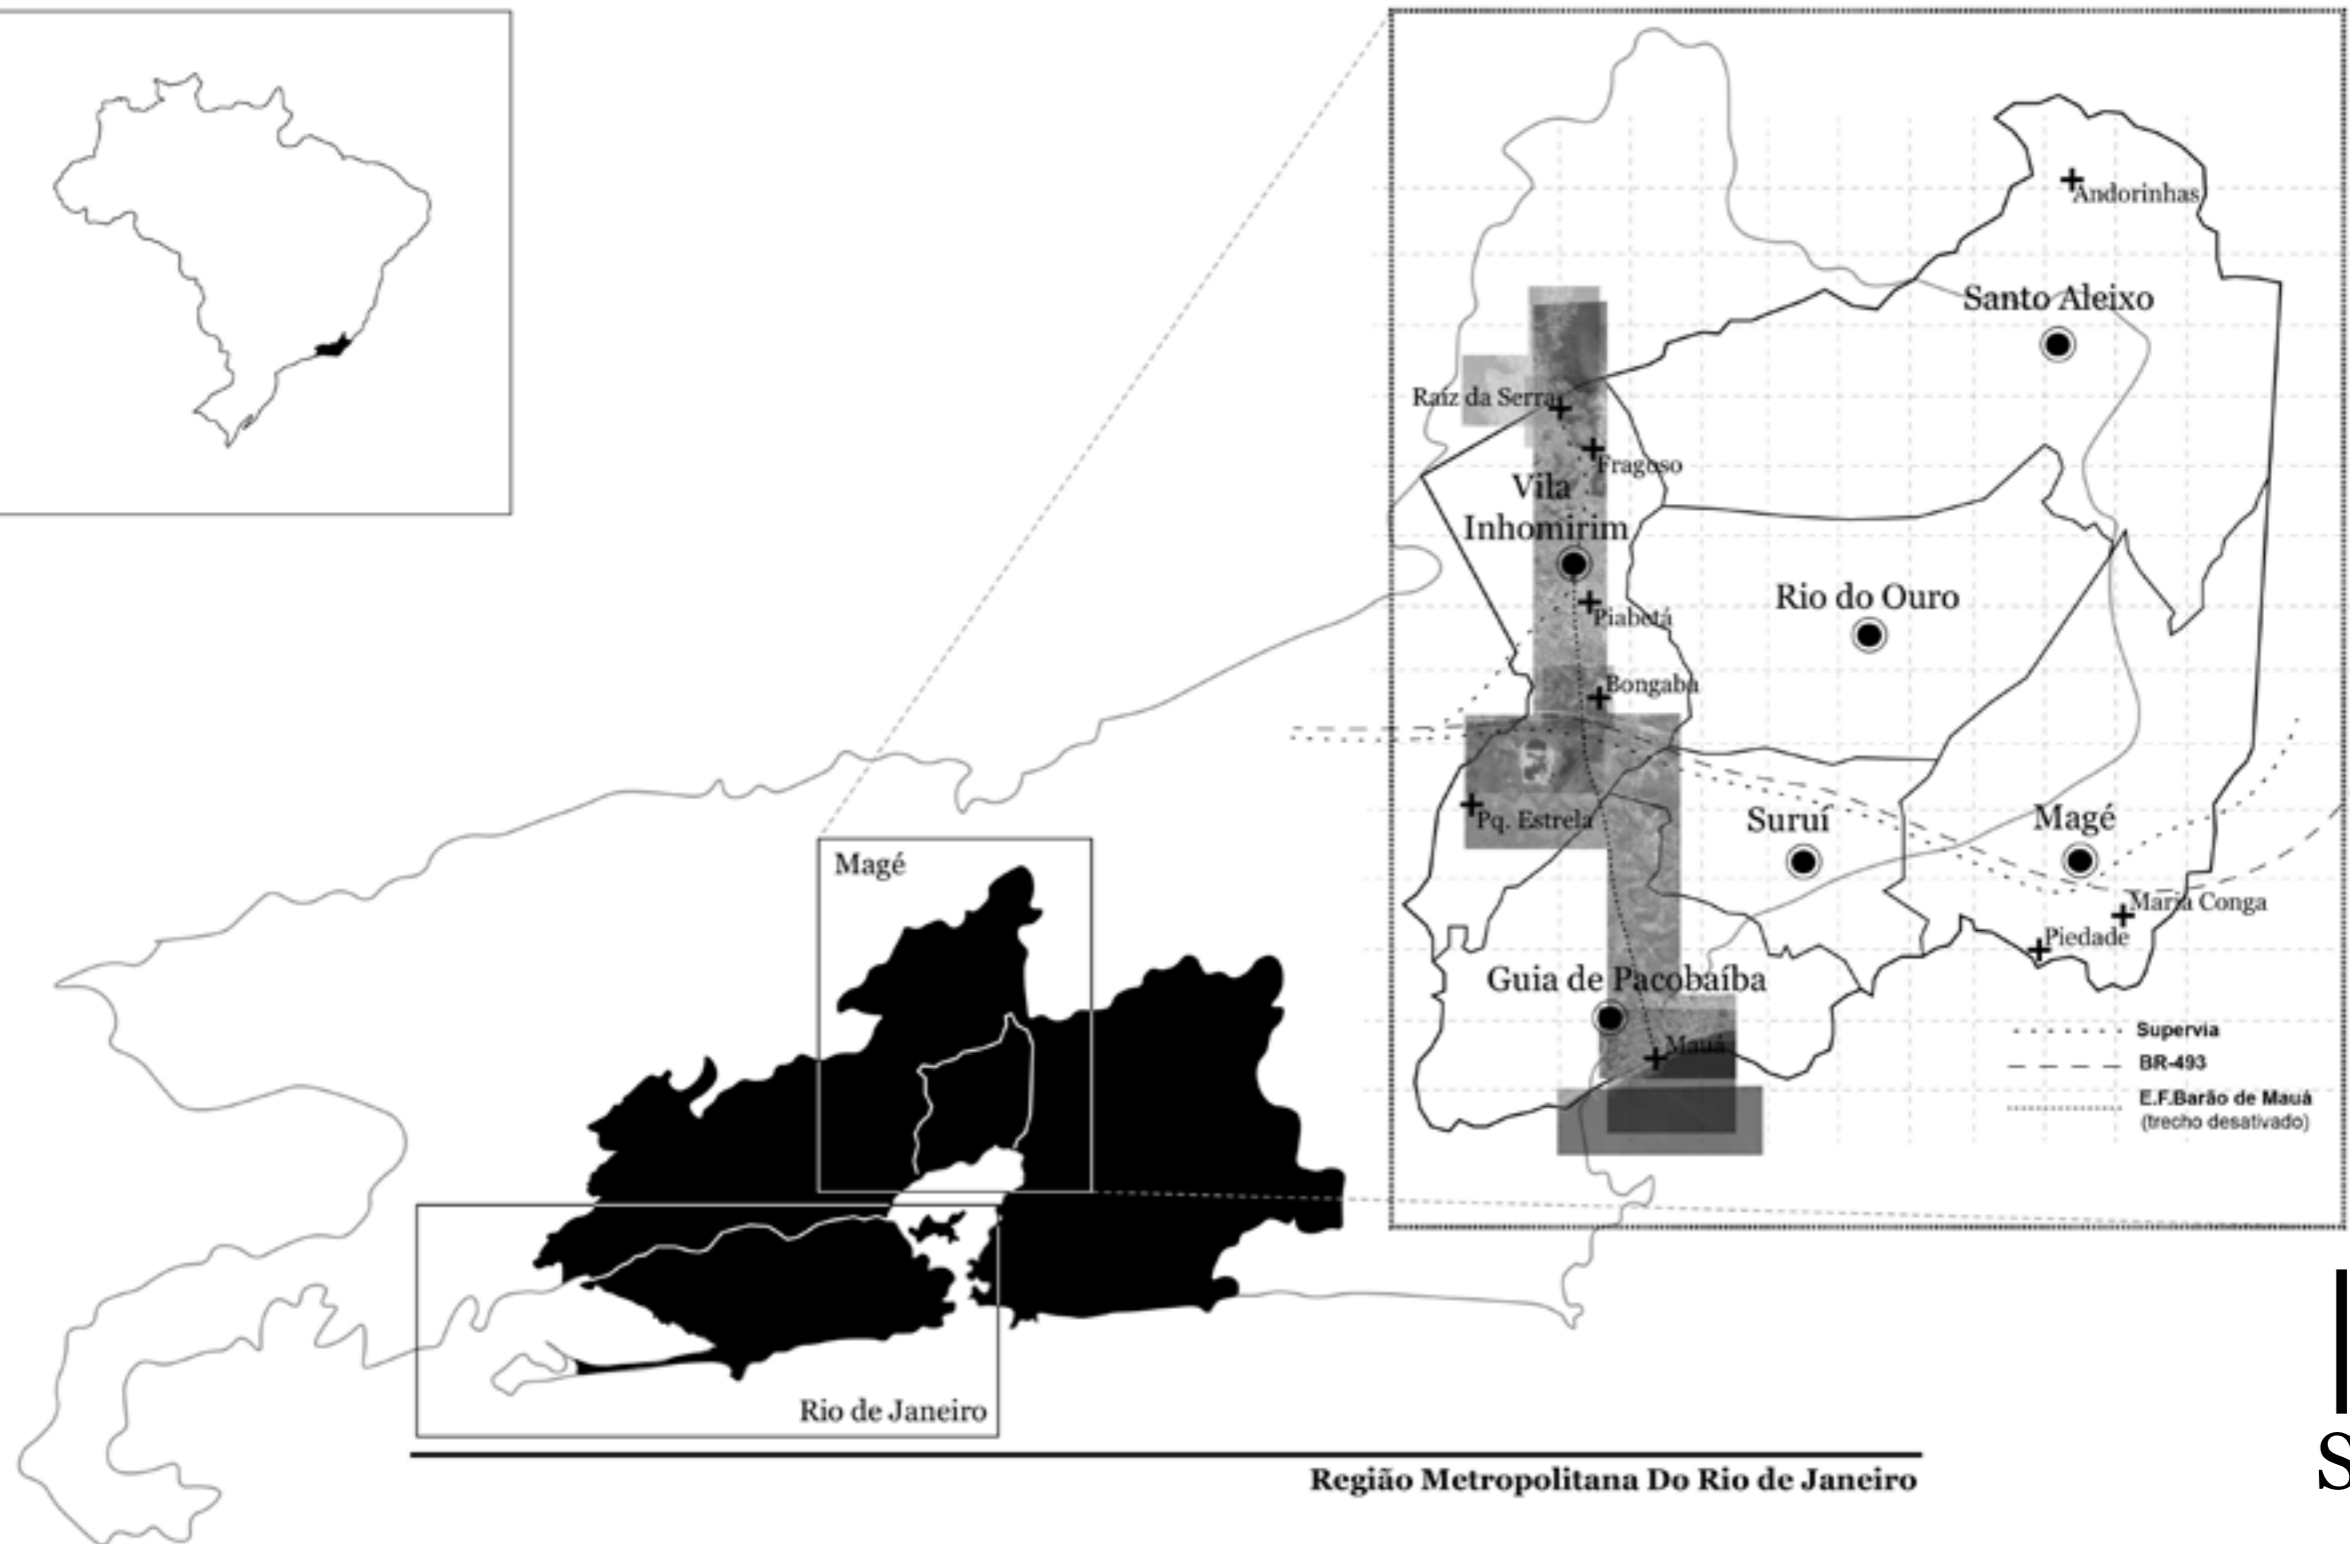 Andorinhas
Santo Aleixo
Raiz da Serra
Fragoso
Vila
Inhomirim
Rio do Ouro
Piabetá
Bongaba
Pq. Estrela
Suruí
Magé
Maria Conga
Piedade
Guia de Pacobaíba
Mauá
Supervia
BR-493
E.F.Barão de Mauá
(trecho desativado)
Magé
Rio de Janeiro
Região Metropolitana Do Rio de Janeiro